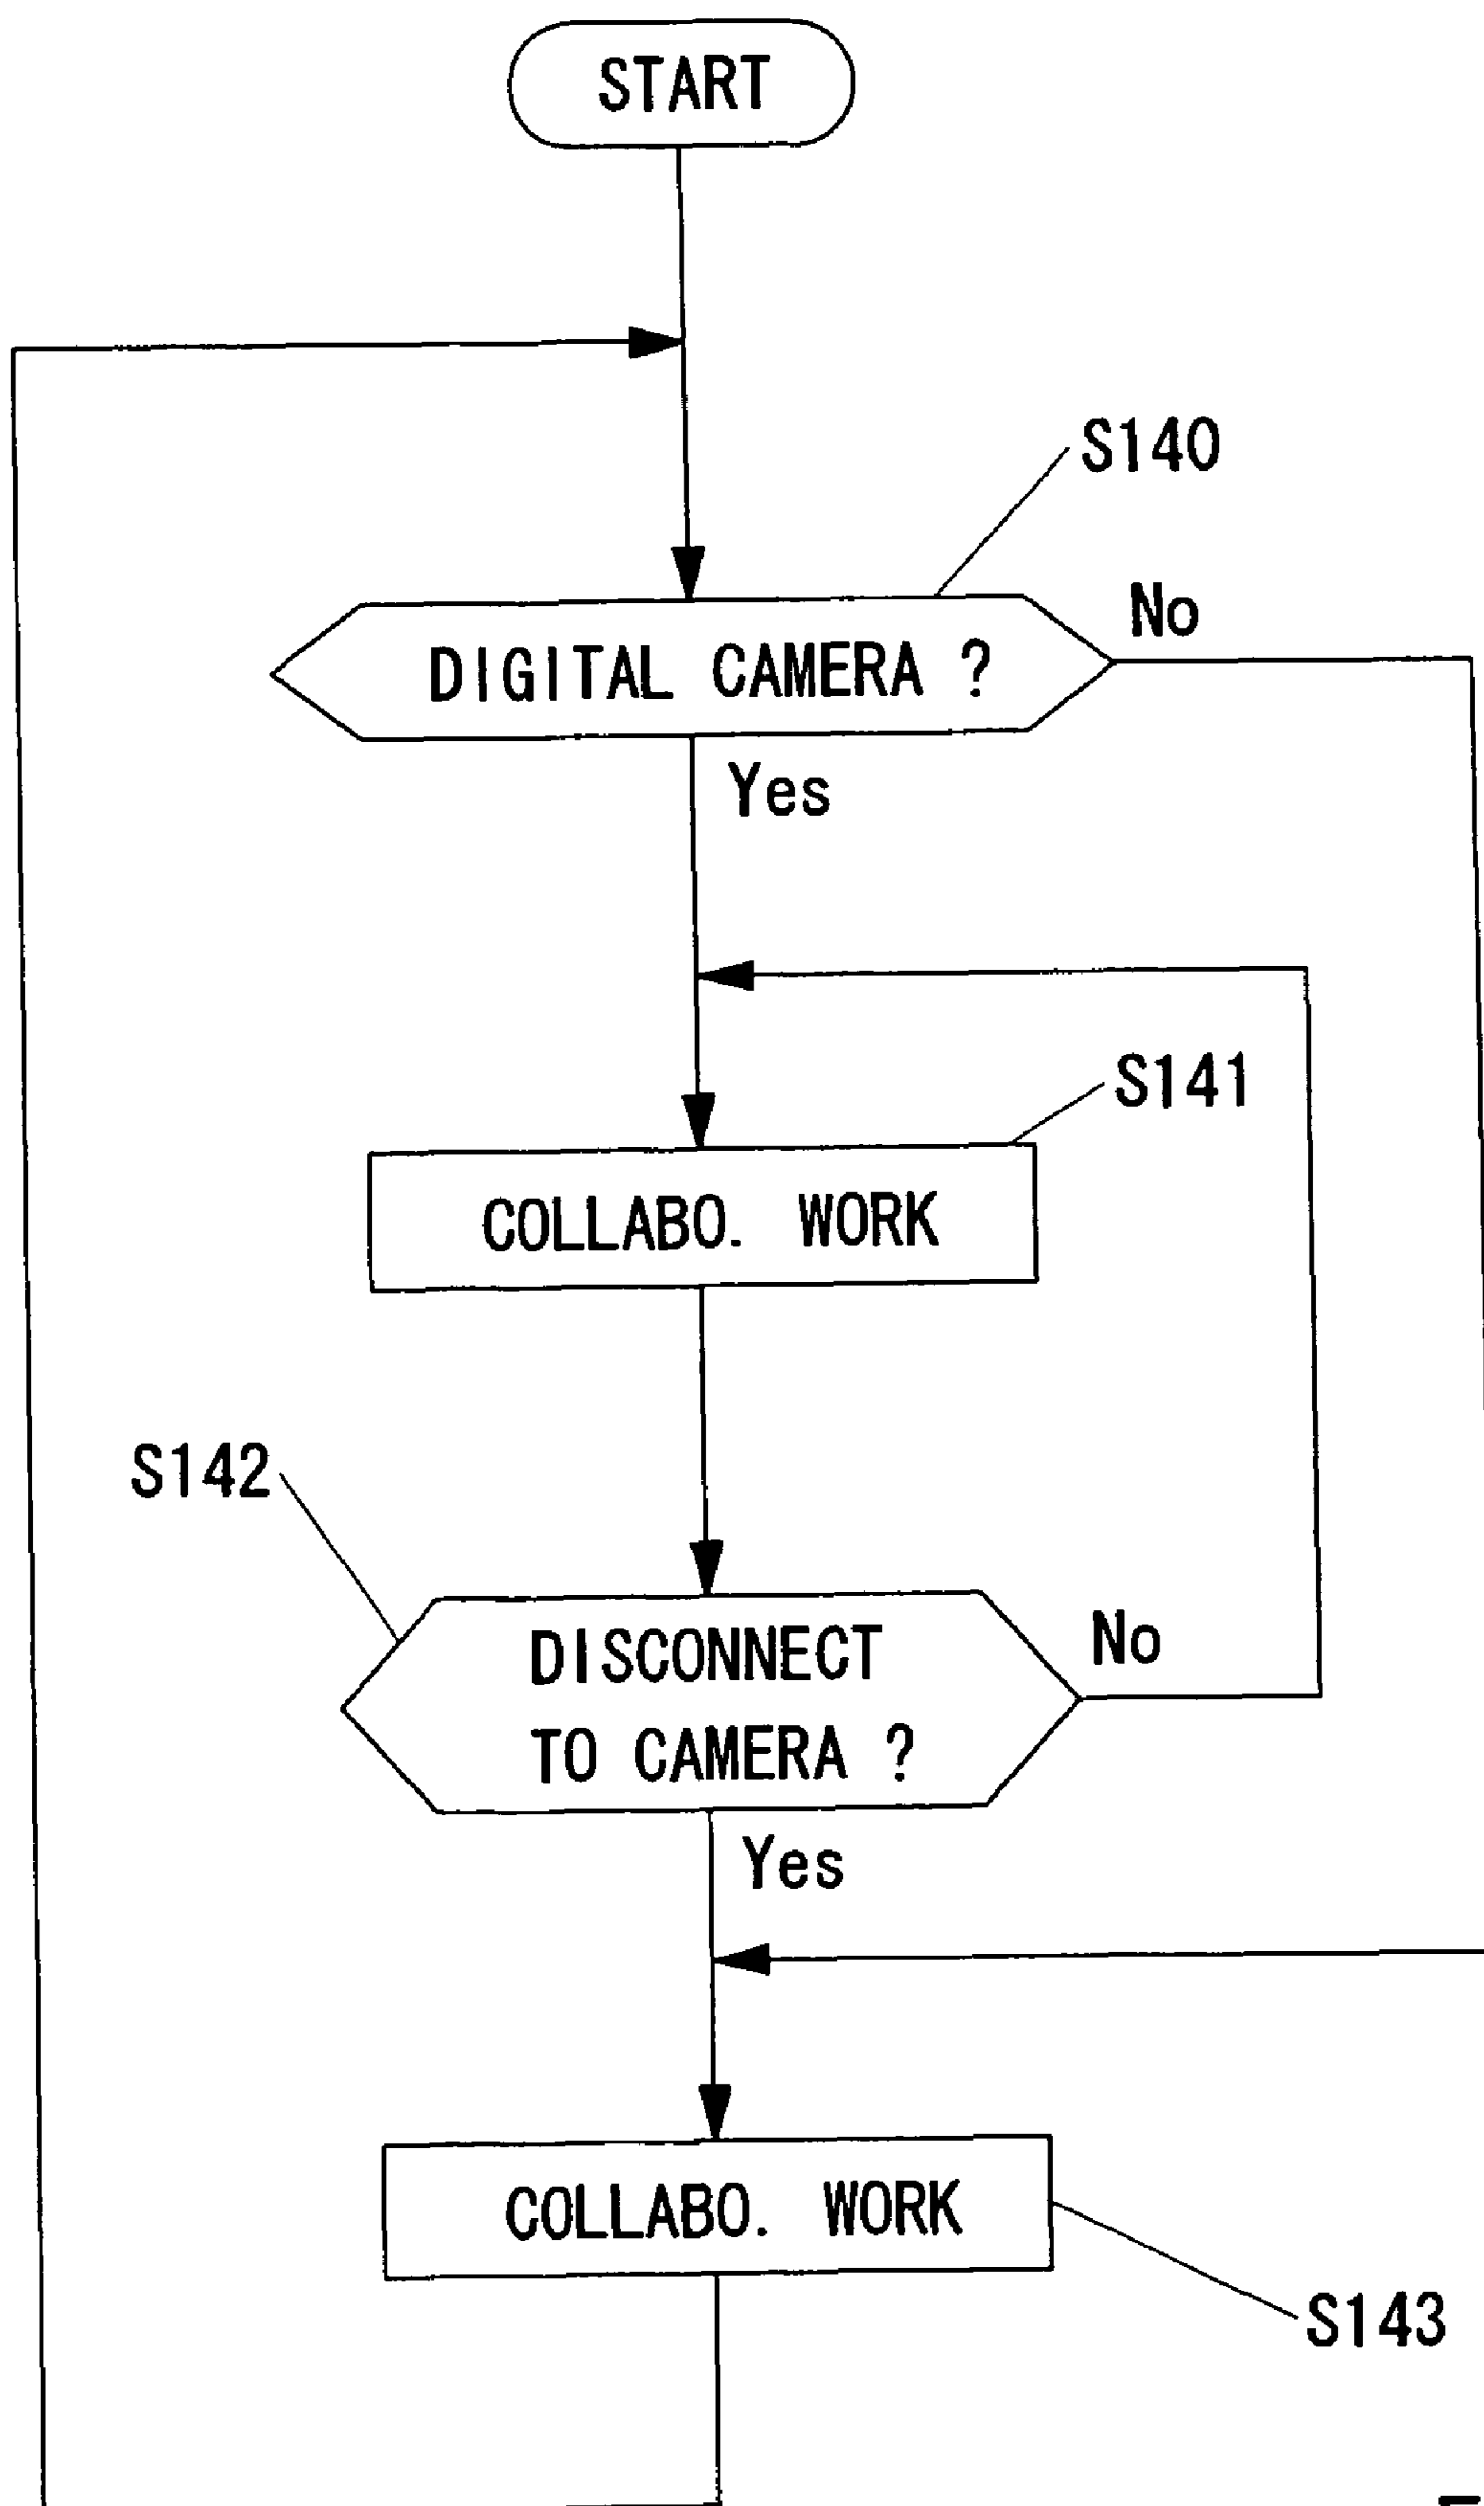 START
S140
DIGITAL CAMERA ?
No
Yes
S141
COLLABO. WORK
S142
DISCONNECT
TO CAMERA ?
No
Yes
COLLABO. WORK
S143